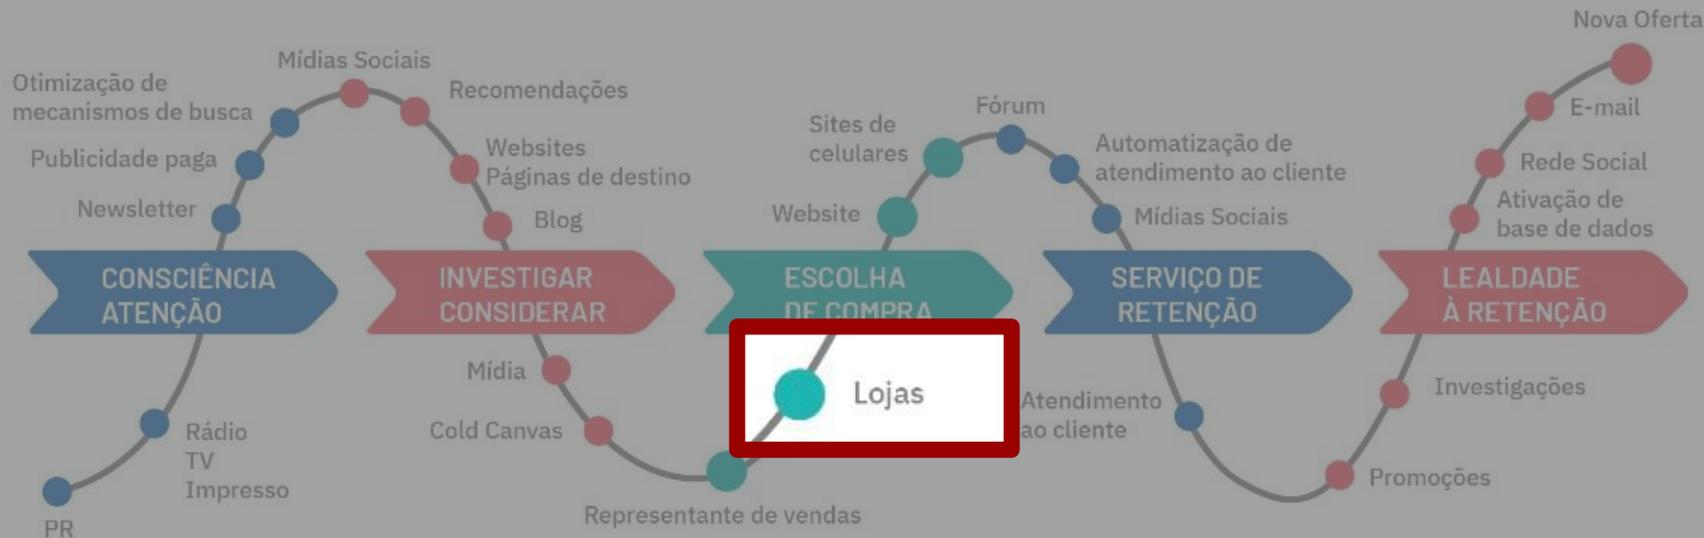 Nova Oferta
Mídias Sociais
Otimização de
mecanismos de busca
Recomendações
E-mail
Fórum
Sites de
celulares
Automatização de
atendimento ao cliente
Publicidade paga
Websites
Páginas de destino
Rede Social
Newsletter
Blog
Website
Mídias Sociais
Ativação de
base de dados
CONSCIÊNCIA
ATENÇÃO
INVESTIGAR
CONSIDERAR
ESCOLHA
DE COMPRA
SERVIÇO DE
RETENÇÃO
LEALDADE
À RETENÇÃO
Mídia
Lojas
Investigações
Rádio
TV
Impresso
Cold Canvas
Atendimento
ao cliente
Promoções
PR
Representante de vendas